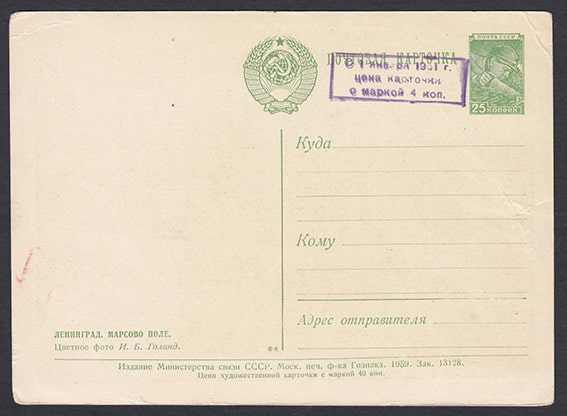 ПОЧТОВАЯ КАРТОЧКА
С 1 января 1961 г.
цена карточки
с маркой 4 коп.
ПОЧТА СССР
25 КОПЕЕК
Куда
Кому
Адрес отправителя
ЛЕНИНГРАД. МАРСОВО ПОЛЕ.
Цветное фото И. Б. Голанд.
**
Издание Министерства связи СССР. Моск. печ. ф-ка Гознака. 1959. Зак. 13128.
Цена художественной карточки с маркой 40 коп.